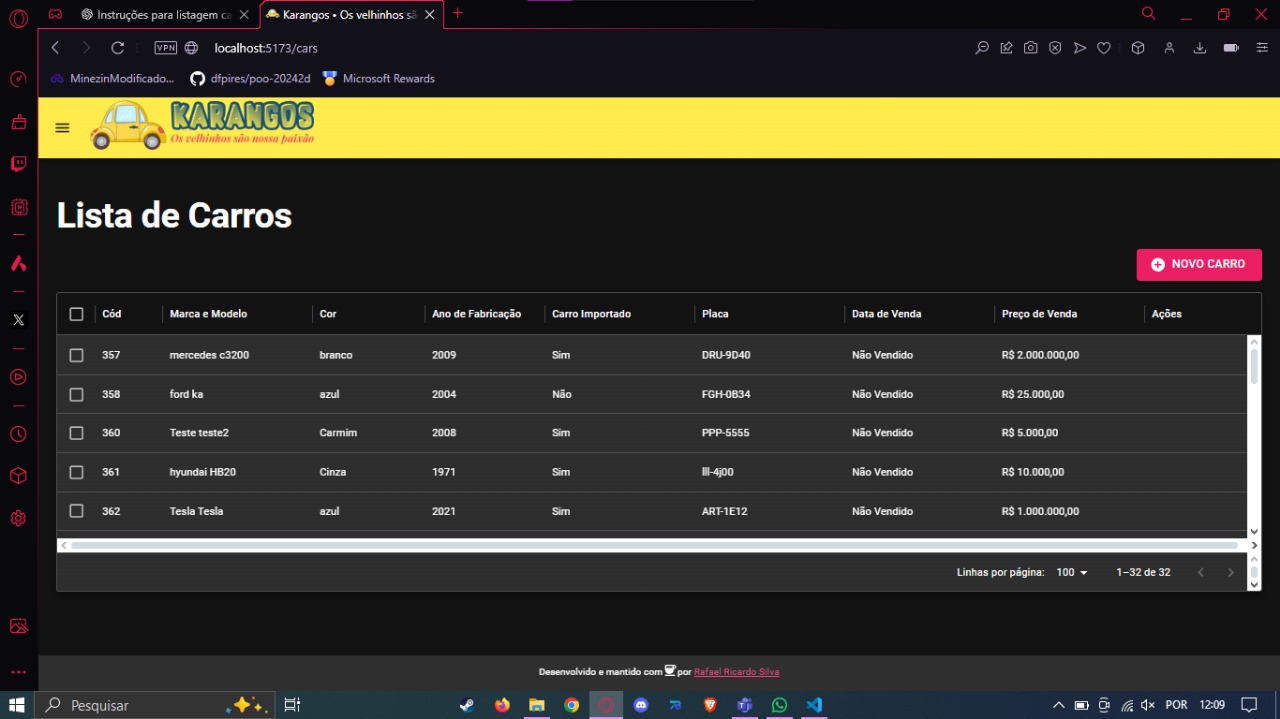 Instruções para listagem ca
Karangos • Os velhinhos sã
VPN
localhost:5173/cars
MinezinModificado...
dfpires/poo-20242d
Microsoft Rewards
KARANGOS
Os velhinhos são nossa paixão
Lista de Carros
NOVO CARRO
Cód Marca e Modelo Cor Ano de Fabricação Carro Importado Placa Data de Venda Preço de Venda Ações
357 mercedes c3200 branco 2009 Sim DRU-9D40 Não Vendido R$ 2.000.000,00
358 ford ka azul 2004 Não FGH-0B34 Não Vendido R$ 25.000,00
360 Teste teste2 Carmim 2008 Sim PPP-5555 Não Vendido R$ 5.000,00
361 hyundai HB20 Cinza 1971 Sim lll-4j00 Não Vendido R$ 10.000,00
362 Tesla Tesla azul 2021 Sim ART-1E12 Não Vendido R$ 1.000.000,00
Linhas por página: 100 1–32 de 32
Desenvolvido e mantido com por Rafael Ricardo Silva
Pesquisar
POR 12:09